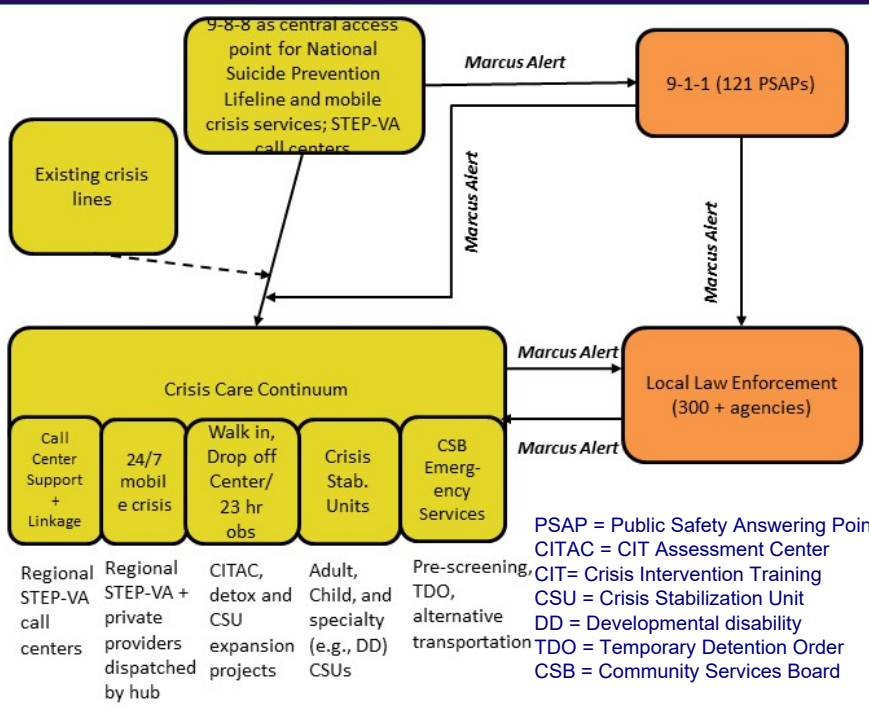 9-8-8 as central access
point for National
Suicide Prevention
Lifeline and mobile
crisis services; STEP-VA
call centers
Marcus Alert
9-1-1 (121 PSAPs)
Existing crisis
lines
Marcus Alert
Marcus Alert
Crisis Care Continuum
Marcus Alert
Marcus Alert
Local Law Enforcement
(300 + agencies)
Call
Center
Support
+
Linkage
24/7
mobil
e crisis
Walk in,
Drop off
Center/
23 hr
obs
Crisis
Stab.
Units
CSB
Emerg-
ency
Services
Regional
STEP-VA
call
centers
Regional
STEP-VA +
private
providers
dispatched
by hub
CITAC,
detox and
CSU
expansion
projects
Adult,
Child, and
specialty
(e.g., DD)
CSUs
Pre-screening,
TDO,
alternative
transportation
PSAP = Public Safety Answering Poin
CITAC = CIT Assessment Center
CIT= Crisis Intervention Training
CSU = Crisis Stabilization Unit
DD = Developmental disability
TDO = Temporary Detention Order
CSB = Community Services Board